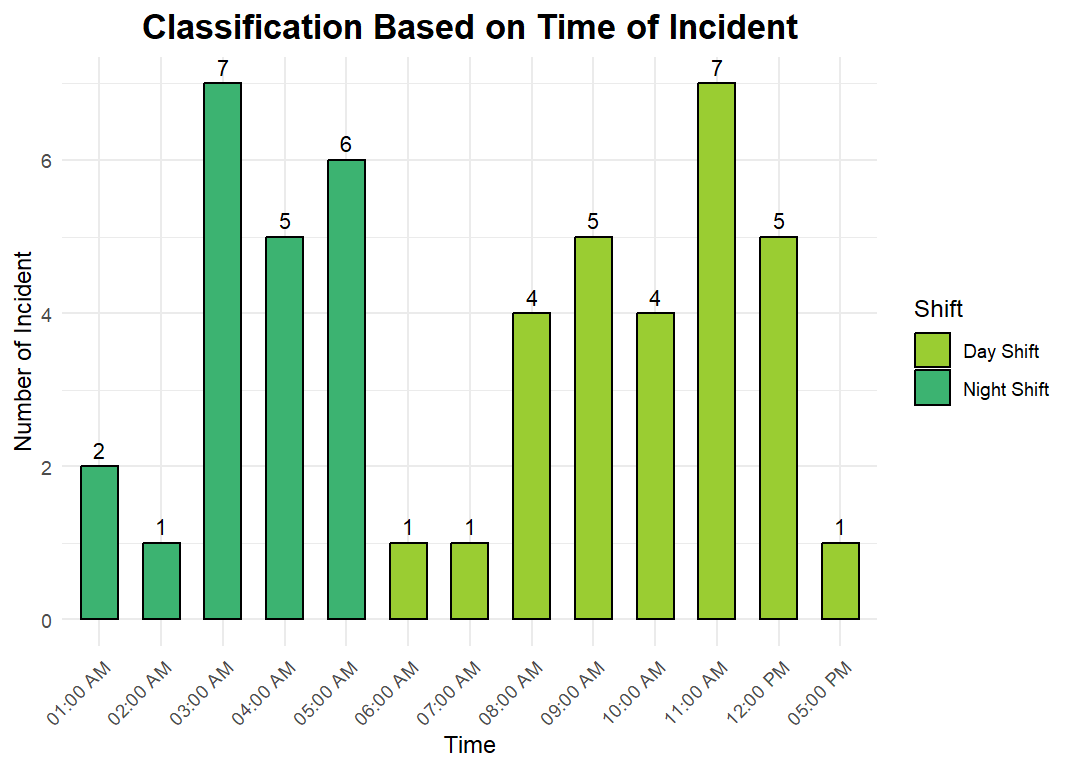 Classification Based on Time of Incident
Number of Incident
6
4
2
0
2
1
7
5
6
1
1
4
5
4
7
5
1
01:00 AM
02:00 AM
03:00 AM
04:00 AM
05:00 AM
06:00 AM
07:00 AM
08:00 AM
09:00 AM
10:00 AM
11:00 AM
12:00 PM
05:00 PM
Time
Shift
Day Shift
Night Shift